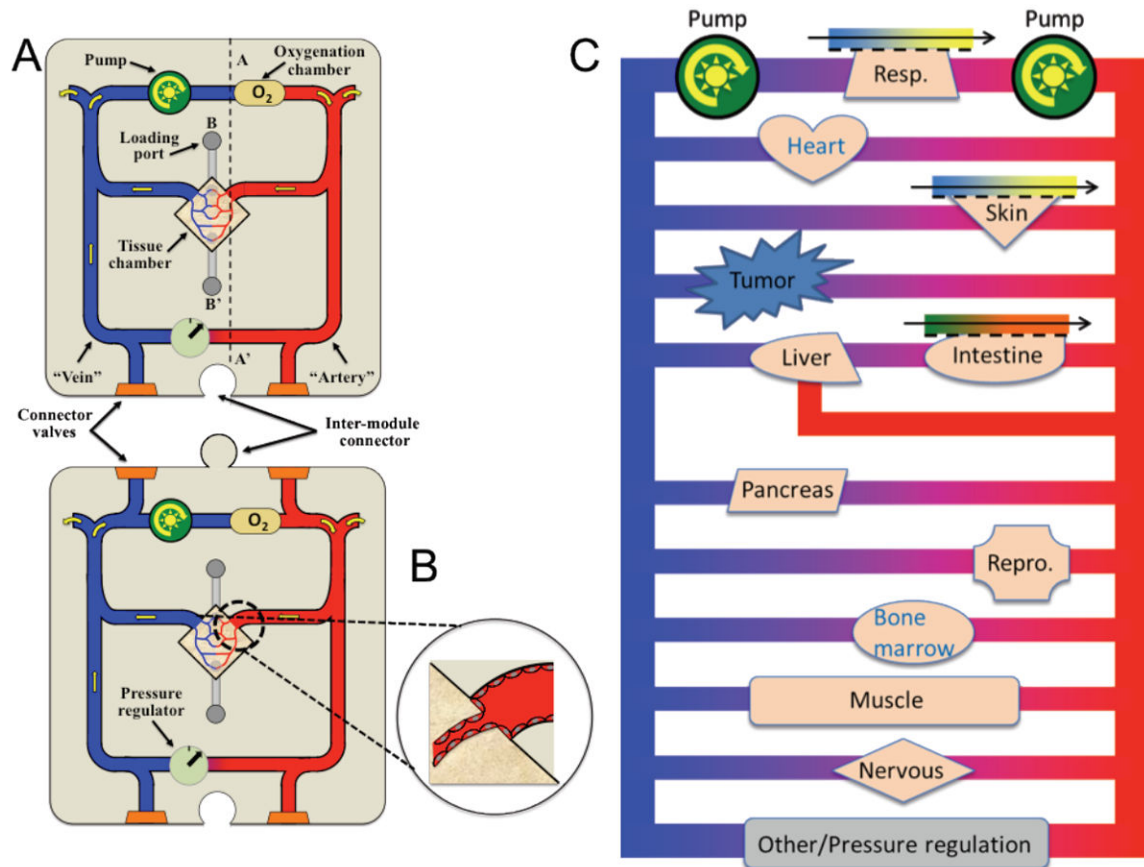 A
Pump
A
Oxygenation
chamber
O2
Loading
port
B
Tissue
chamber
B'
A'
“Vein”
“Artery”
Connector
valves
Inter-module
connector
O2
B
Pressure
regulator
C
Pump
Pump
Resp.
Heart
Skin
Tumor
Liver
Intestine
Pancreas
Repro.
Bone
marrow
Muscle
Nervous
Other/Pressure regulation